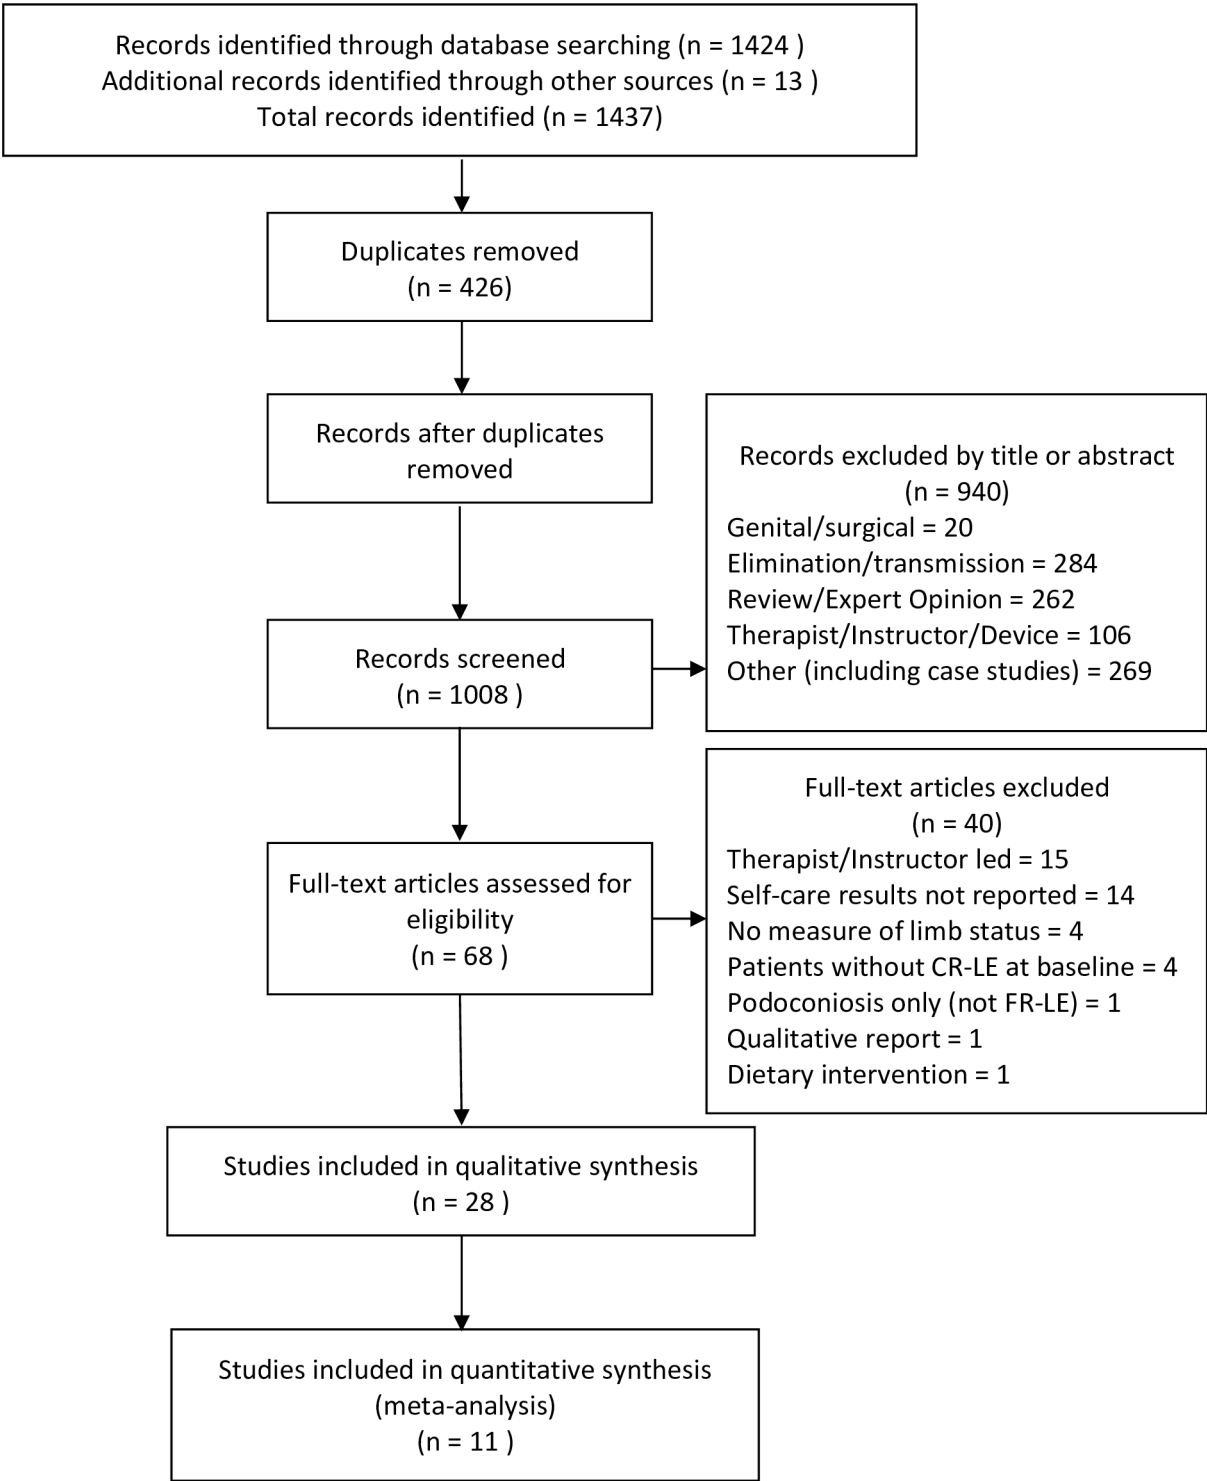 Records identified through database searching (n = 1424 )
Additional records identified through other sources (n = 13 )
Total records identified (n = 1437)
Duplicates removed
(n = 426)
Records after duplicates
removed
Records screened
(n = 1008 )
Records excluded by title or abstract
(n = 940)
Genital/surgical = 20
Elimination/transmission = 284
Review/Expert Opinion = 262
Therapist/Instructor/Device = 106
Other (including case studies) = 269
Full-text articles assessed for
eligibility
(n = 68 )
Full-text articles excluded
(n = 40)
Therapist/Instructor led = 15
Self-care results not reported = 14
No measure of limb status = 4
Patients without CR-LE at baseline = 4
Podoconiosis only (not FR-LE) = 1
Qualitative report = 1
Dietary intervention = 1
Studies included in qualitative synthesis
(n = 28 )
Studies included in quantitative synthesis
(meta-analysis)
(n = 11 )